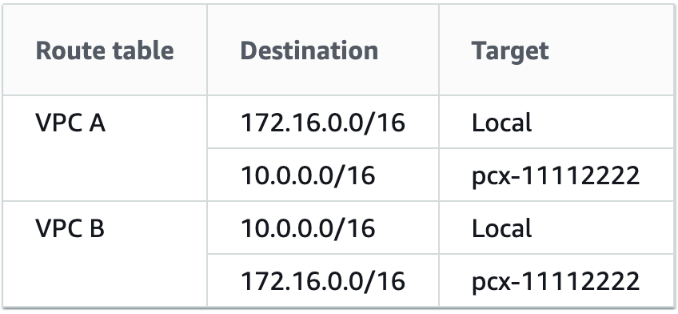 Route table Destination Target
VPC A 172.16.0.0/16 Local
10.0.0.0/16 pcx-11112222
VPC B 10.0.0.0/16 Local
172.16.0.0/16 pcx-11112222